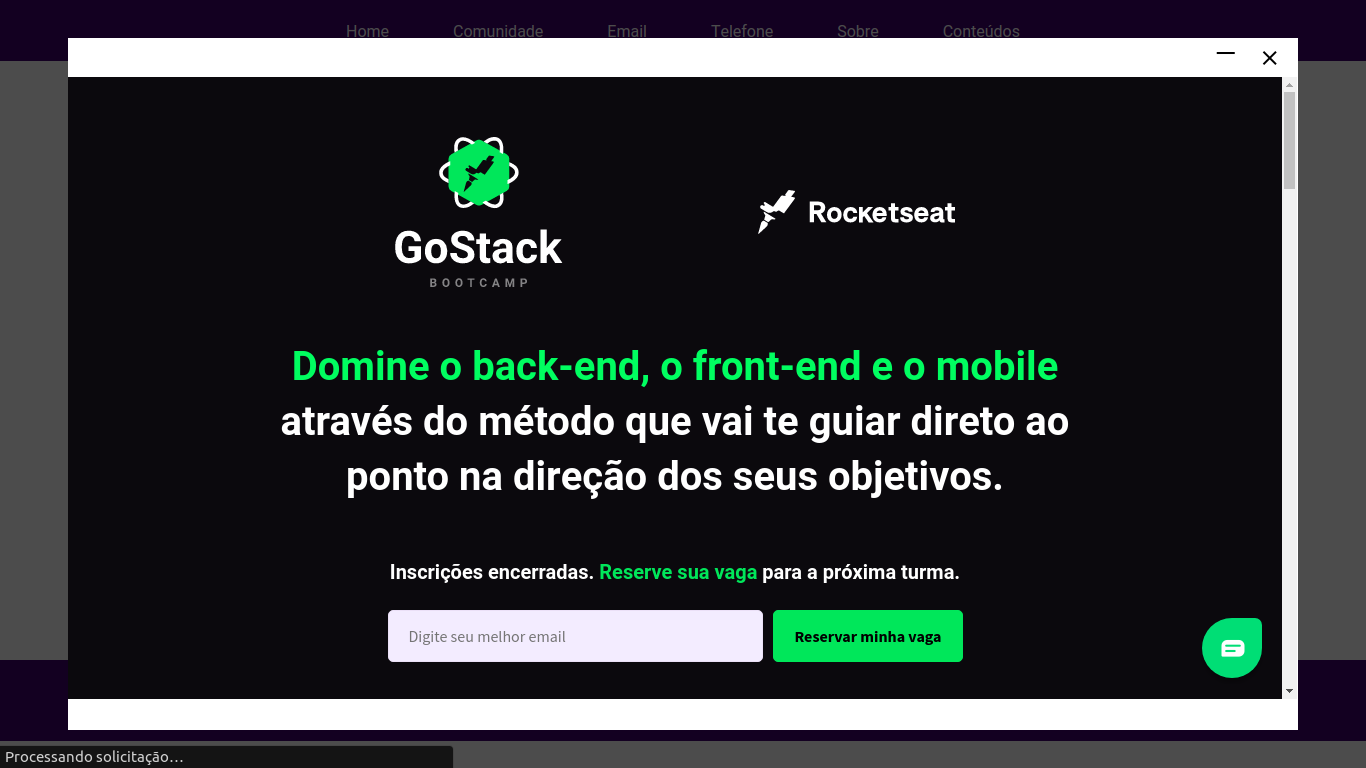 Home Comunidade Email Telefone Sobre Conteúdos
GoStack
BOOTCAMP
Rocketseat
Domine o back-end, o front-end e o mobile
através do método que vai te guiar direto ao
ponto na direção dos seus objetivos.
Inscrições encerradas. Reserve sua vaga para a próxima turma.
Digite seu melhor email
Reservar minha vaga
Processando solicitação…